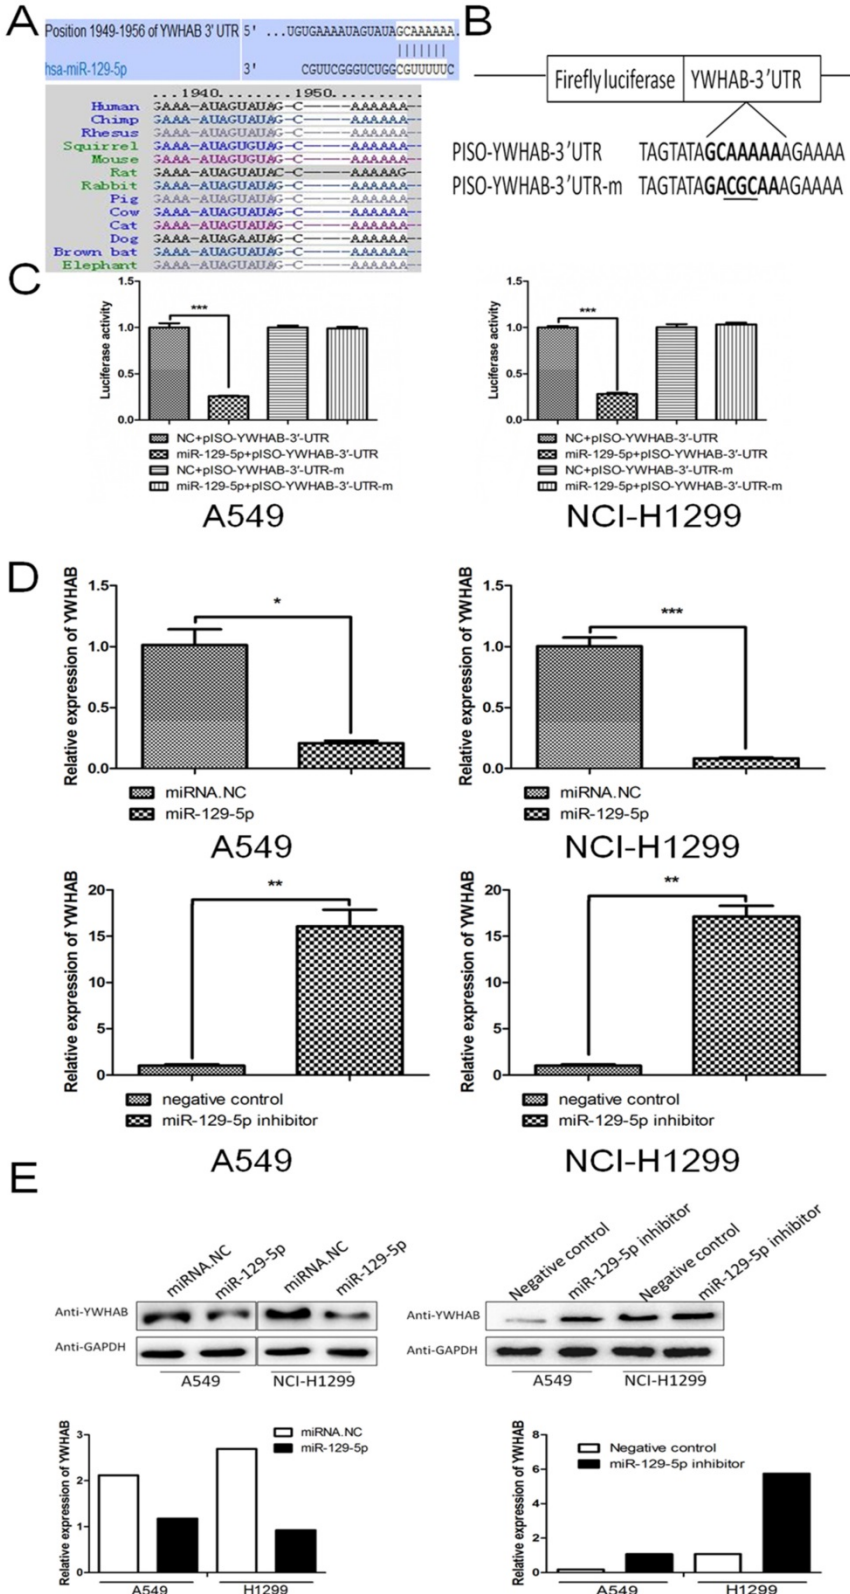 A
Position 1949-1956 of YWHAB 3' UTR 5' ...UGUGAAAAUAGUAUAGCAAAAAA.
hsa-miR-129-5p 3' CGUUCGGGUCUGGCGUUUUUC
...1940.......1950.......
Human GAAA-AUAGUAUAG-C-----AAAAAA--
Chimp GAAA-AUAGUAUAG-C-----AAAAAA--
Rhesus GAAA-AUAGUAUAG-C-----AAAAAA--
Squirrel GAAA-AUAGUGUAG-C-----AAAAAA--
Mouse GAAA-AUAGUGUAG-C-----AAAAAA--
Rat GAAA-AUAGUAUAC-C-----AAAAAG--
Rabbit GAAA-AUAGUAUAG-C-----AAAAAA--
Pig GAAA-AUAGUAUAG-C-----AAAAAA--
Cow GAAA-AUAGUAUAG-C-----AAAAAA--
Cat GAAA-AUAGUAUAG-C-----AAAAAA--
Dog GAAA-AUAGAAUAG-C-----AAAAAA--
Brown bat GAAA-AUAGUAUAG-C-----AAAAAA--
Elephant GAAA-AUAGUAUAG-C-----AAAAAA--
B
Firefly luciferase YWHAB-3'UTR
PISO-YWHAB-3'UTR TAGTATAGCAAAAAAGAAAA
PISO-YWHAB-3'UTR-m TAGTATAGACGCAAAGAAAA
C
Luciferase activity
1.5
1.0
0.5
0.0
***
NC+pISO-YWHAB-3'-UTR
miR-129-5p+pISO-YWHAB-3'-UTR
NC+pISO-YWHAB-3'-UTR-m
miR-129-5p+pISO-YWHAB-3'-UTR-m
A549
Luciferase activity
1.5
1.0
0.5
0.0
***
NC+pISO-YWHAB-3'-UTR
miR-129-5p+pISO-YWHAB-3'-UTR
NC+pISO-YWHAB-3'-UTR-m
miR-129-5p+pISO-YWHAB-3'-UTR-m
NCI-H1299
D
Relative expression of YWHAB
1.5
1.0
0.5
0.0
*
miRNA.NC
miR-129-5p
A549
Relative expression of YWHAB
1.5
1.0
0.5
0.0
***
miRNA.NC
miR-129-5p
NCI-H1299
Relative expression of YWHAB
20
15
10
5
0
**
negative control
miR-129-5p inhibitor
A549
Relative expression of YWHAB
20
15
10
5
0
**
negative control
miR-129-5p inhibitor
NCI-H1299
E
miRNA.NC miR-129-5p miRNA.NC miR-129-5p
Anti-YWHAB
Anti-GAPDH
A549 NCI-H1299
Negative control miR-129-5p inhibitor Negative control miR-129-5p inhibitor
Anti-YWHAB
Anti-GAPDH
A549 NCI-H1299
Relative expression of YWHAB
3
2
1
0
miRNA.NC
miR-129-5p
A549 H1299
Relative expression of YWHAB
8
6
4
2
0
Negative control
miR-129-5p inhibitor
A549 H1299